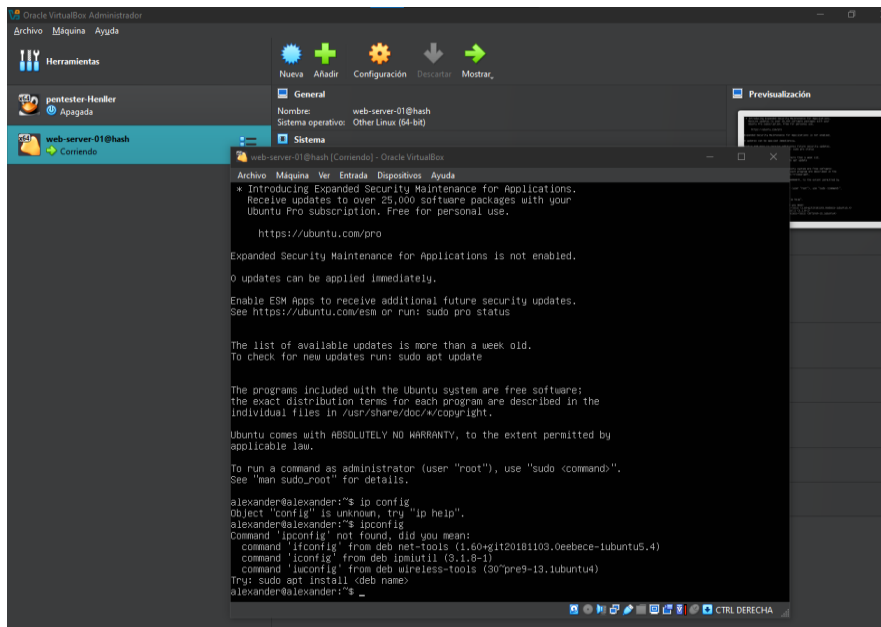 Oracle VirtualBox Administrador
Archivo Máquina Ayuda
Herramientas
Nueva Añadir Configuración Descartar Mostrar
pentester-Henller
Apagada
web-server-01@hash
Corriendo
General
Nombre: web-server-01@hash
Sistema operativo: Other Linux (64-bit)
Sistema
Previsualización
web-server-01@hash [Corriendo] - Oracle VirtualBox
Archivo Máquina Ver Entrada Dispositivos Ayuda
* Introducing Expanded Security Maintenance for Applications.
Receive updates to over 25,000 software packages with your
Ubuntu Pro subscription. Free for personal use.
https://ubuntu.com/pro
Expanded Security Maintenance for Applications is not enabled.
0 updates can be applied immediately.
Enable ESM Apps to receive additional future security updates.
See https://ubuntu.com/esm or run: sudo pro status
The list of available updates is more than a week old.
To check for new updates run: sudo apt update
The programs included with the Ubuntu system are free software;
the exact distribution terms for each program are described in the
individual files in /usr/share/doc/*/copyright.
Ubuntu comes with ABSOLUTELY NO WARRANTY, to the extent permitted by
applicable law.
To run a command as administrator (user "root"), use "sudo <command>".
See "man sudo_root" for details.
alexander@alexander:~$ ip config
Object "config" is unknown, try "ip help".
alexander@alexander:~$ ipconfig
Command 'ipconfig' not found, did you mean:
command 'ifconfig' from deb net-tools (1.60+git20181103.0eebece-1ubuntu5.4)
command 'iconfig' from deb ipmiutil (3.1.8-1)
command 'iwconfig' from deb wireless-tools (30~pre9-13.1ubuntu4)
Try: sudo apt install <deb name>
alexander@alexander:~$ _
CTRL DERECHA